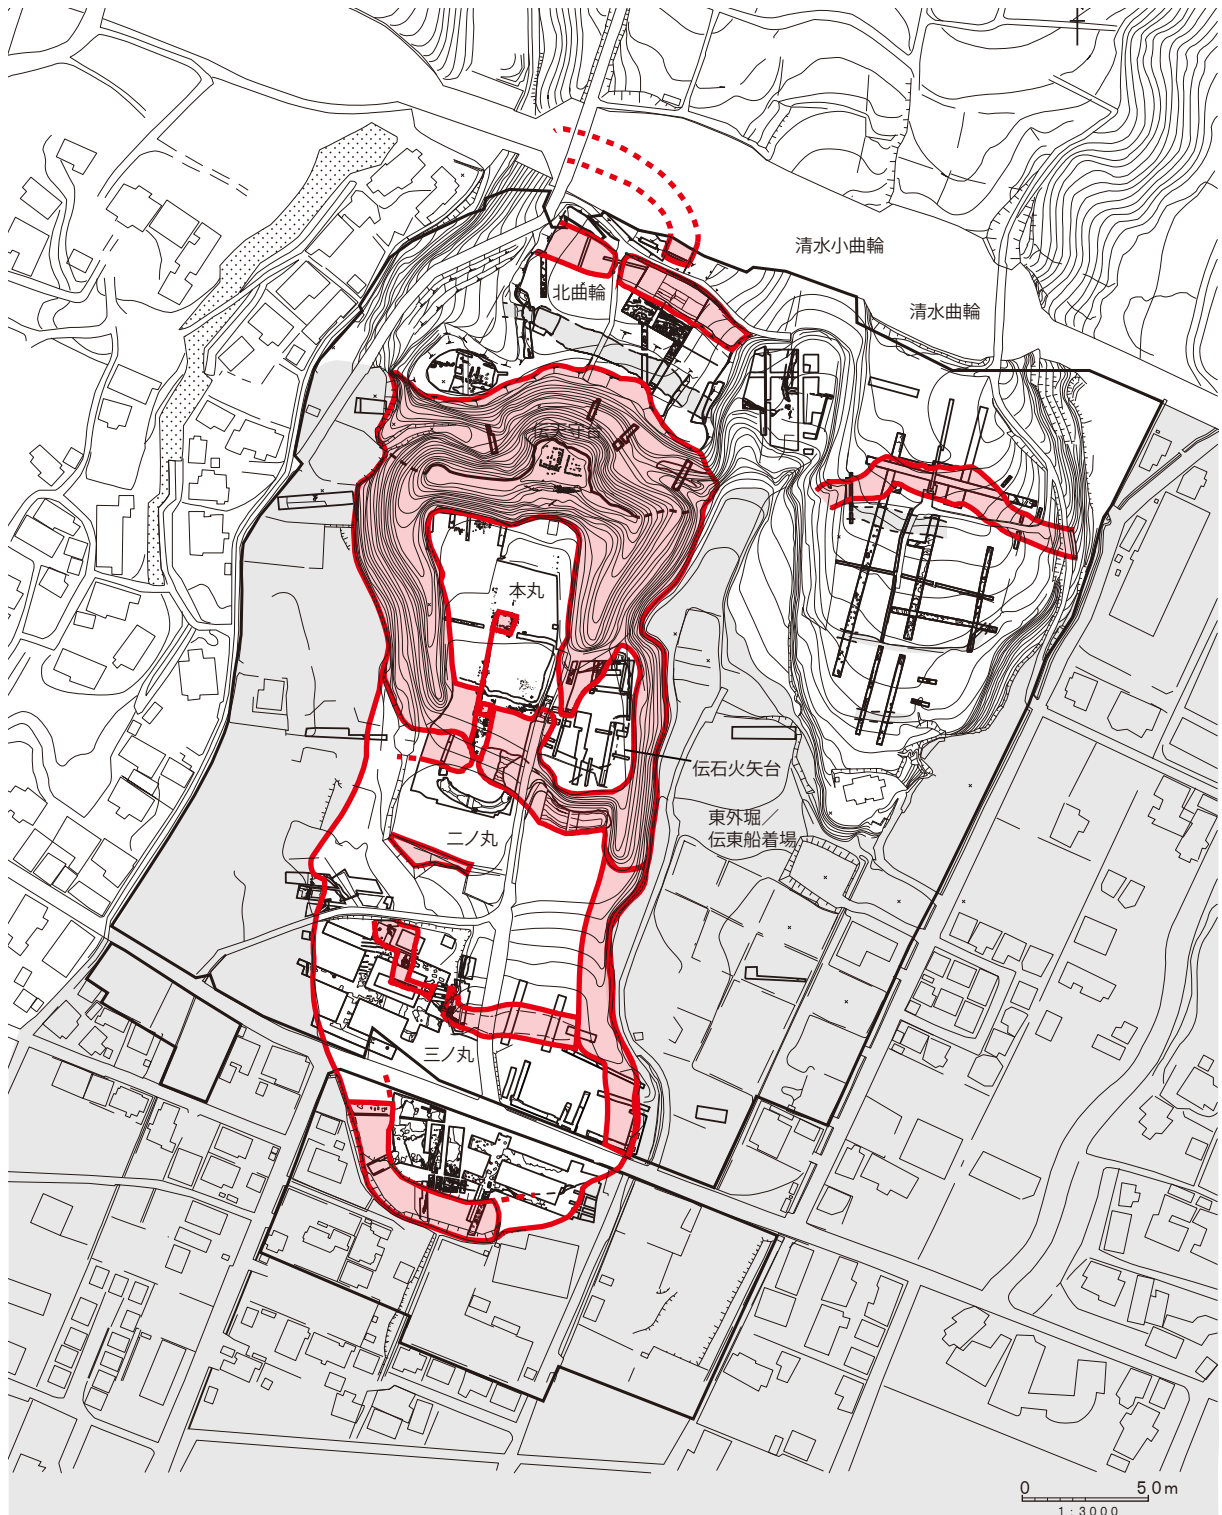 清水小曲輪
北曲輪
清水曲輪
伝天守台
本丸
伝石火矢台
東外堀／
伝東船着場
二ノ丸
三ノ丸
0 50m
1:3000